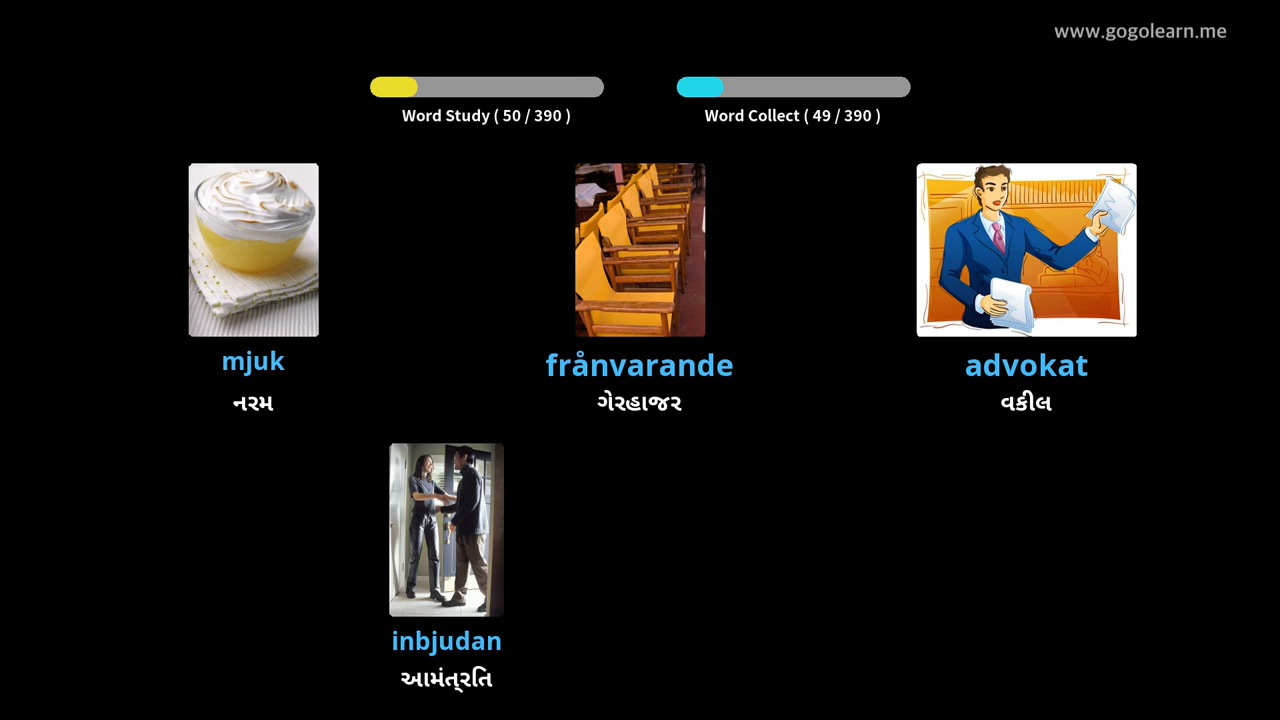 www.gogolearn.me
Word Study ( 50 / 390 )
Word Collect ( 49 / 390 )
mjuk
frånvarande
advokat
નરમ
ગેરહાજર
વકીલ
inbjudan
આમંત્રતિ